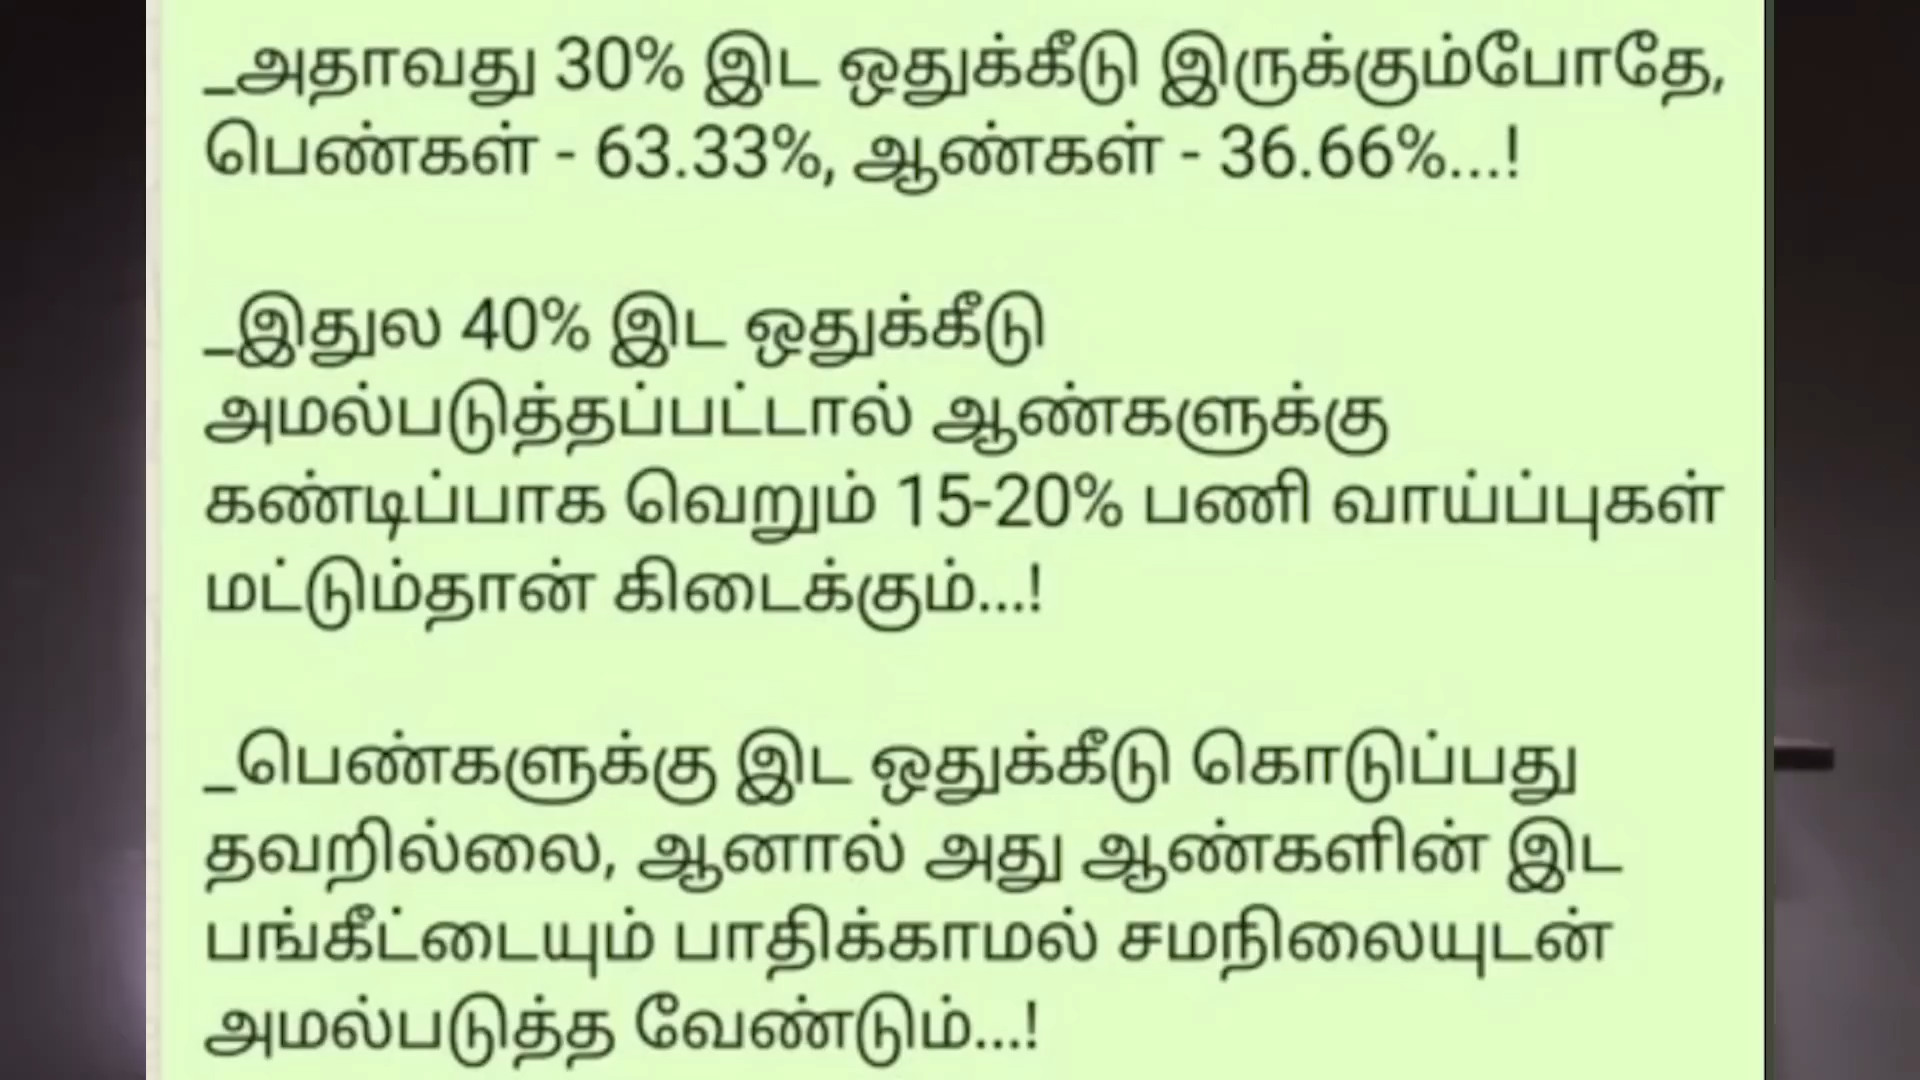 _அதாவது 30% இட ஒதுக்கீடு இருக்கும்போதே,
பெண்கள் - 63.33%, ஆண்கள் - 36.66%...!
_இதுல 40% இட ஒதுக்கீடு
அமல்படுத்தப்பட்டால் ஆண்களுக்கு
கண்டிப்பாக வெறும் 15-20% பணி வாய்ப்புகள்
மட்டும்தான் கிடைக்கும்...!
_பெண்களுக்கு இட ஒதுக்கீடு கொடுப்பது
தவறில்லை, ஆனால் அது ஆண்களின் இட
பங்கீட்டையும் பாதிக்காமல் சமநிலையுடன்
அமல்படுத்த வேண்டும்...!